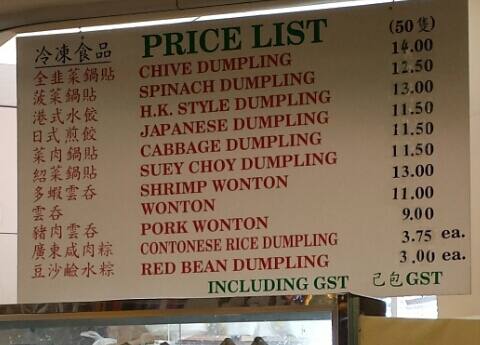 冷凍食品 PRICE LIST (50隻)
全韭菜鍋貼 CHIVE DUMPLING 14.00
菠菜鍋貼 SPINACH DUMPLING 12.50
港式水餃 H.K. STYLE DUMPLING 13.00
日式煎餃 JAPANESE DUMPLING 11.50
菜肉鍋貼 CABBAGE DUMPLING 11.50
紹菜鍋貼 SUEY CHOY DUMPLING 11.50
多蝦雲吞 SHRIMP WONTON 13.00
雲吞 WONTON 11.00
豬肉雲吞 PORK WONTON 9.00
廣東咸肉粽 CONTONESE RICE DUMPLING 3.75 ea.
豆沙鹼水粽 RED BEAN DUMPLING 3.00 ea.
INCLUDING GST 已包GST